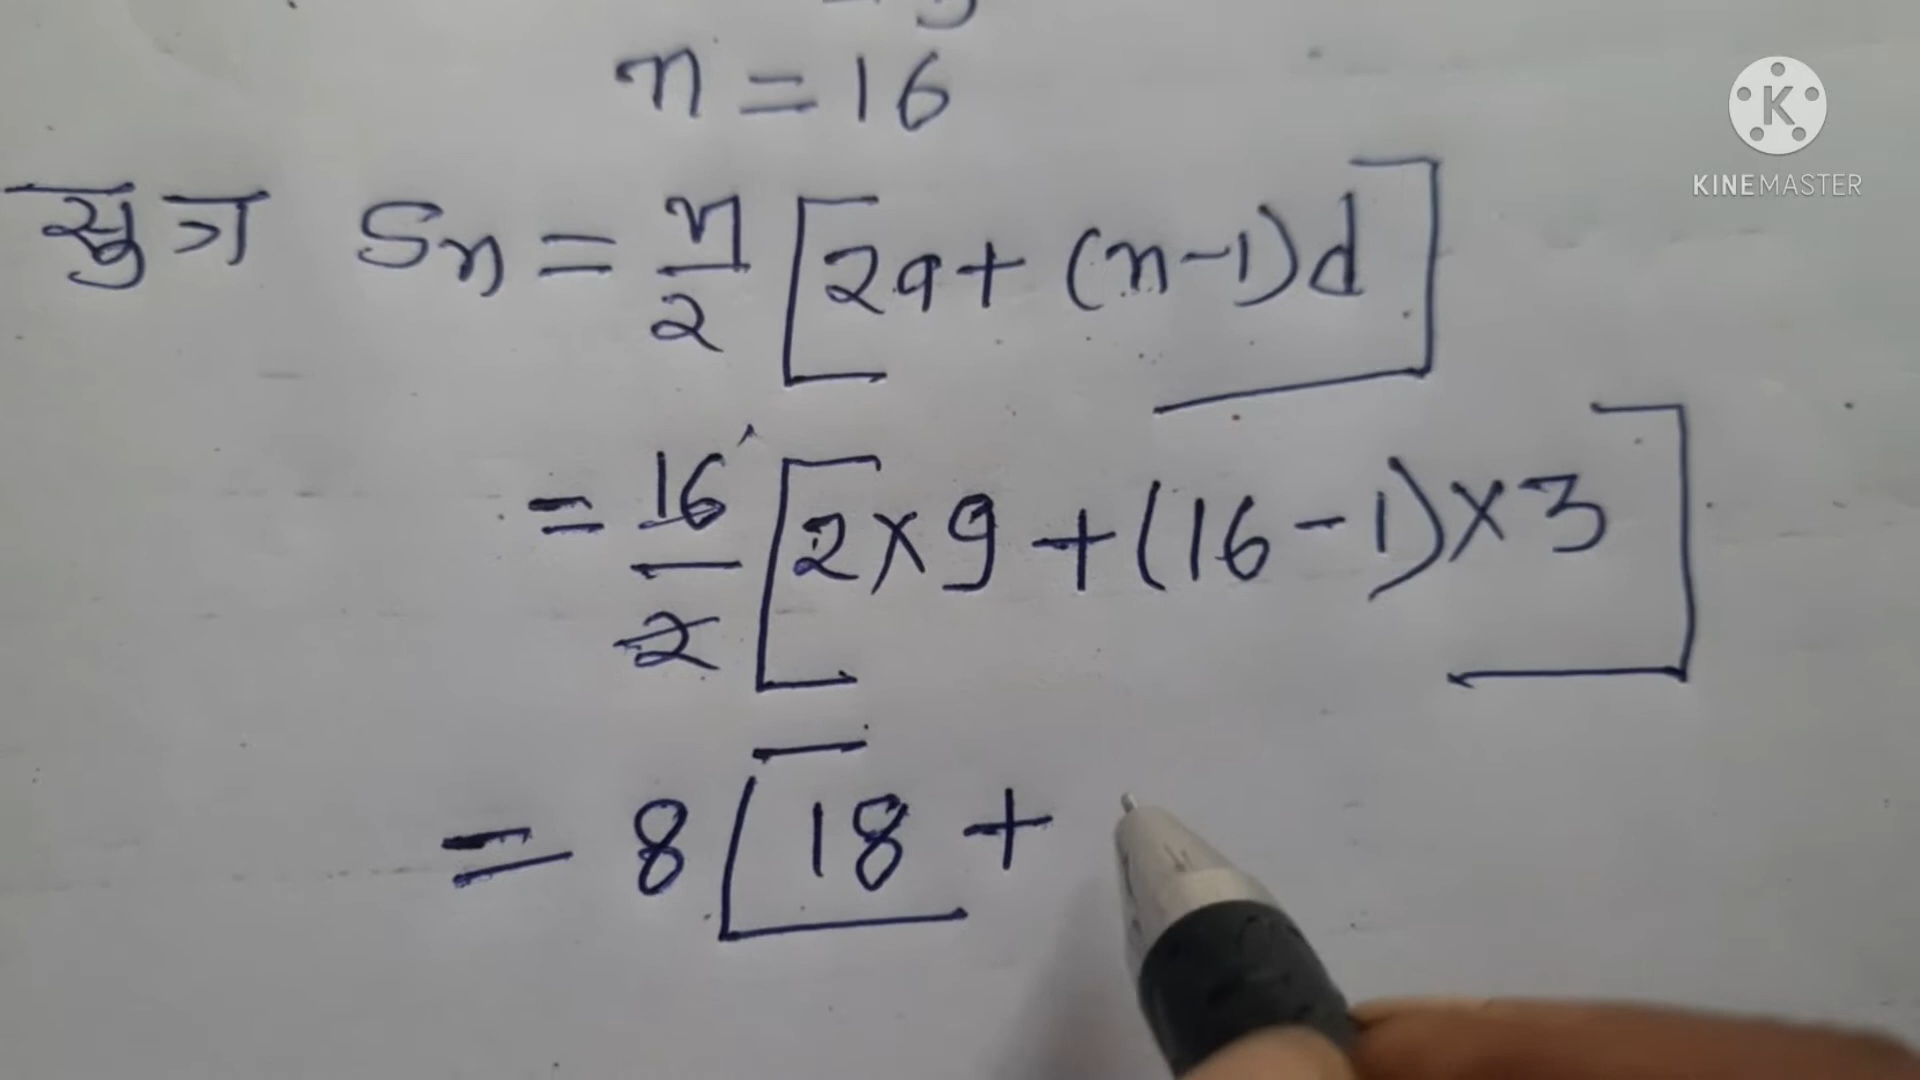 n = 16
KINEMASTER
सुत्र Sn = n/2 [2a + (n-1)d]
= 16/2 [2×9 + (16-1)×3]
= 8[18 +